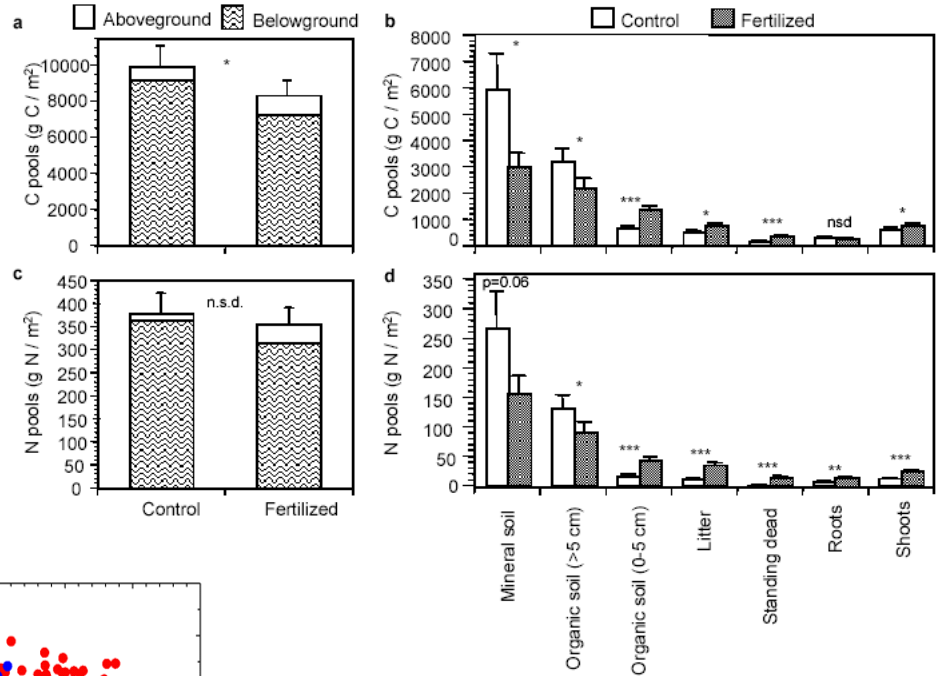 a
Aboveground Belowground
C pools (g C / m²)
10000
8000
6000
4000
2000
0
*
b
Control Fertilized
C pools (g C / m²)
8000
7000
6000
5000
4000
3000
2000
1000
0
*
*
***
*
***
nsd
*
c
N pools (g N / m²)
450
400
350
300
250
200
150
100
50
0
n.s.d.
Control Fertilized
d
N pools (g N / m²)
350
300
250
200
150
100
50
0
p=0.06
*
***
***
***
**
***
Mineral soil
Organic soil (>5 cm)
Organic soil (0-5 cm)
Litter
Standing dead
Roots
Shoots